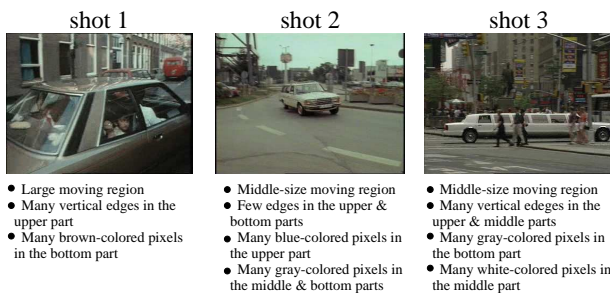 shot 1
shot 2
shot 3
● Large moving region
● Many vertical edges in the
upper part
● Many brown-colored pixels
in the bottom part
● Middle-size moving region
● Few edges in the upper &
bottom parts
● Many blue-colored pixels in
the upper part
● Many gray-colored pixels in
the middle & bottom parts
● Middle-size moving region
● Many vertical edeges in the
upper & middle parts
● Many gray-colored pixels in
the bottom part
● Many white-colored pixels in
the middle part